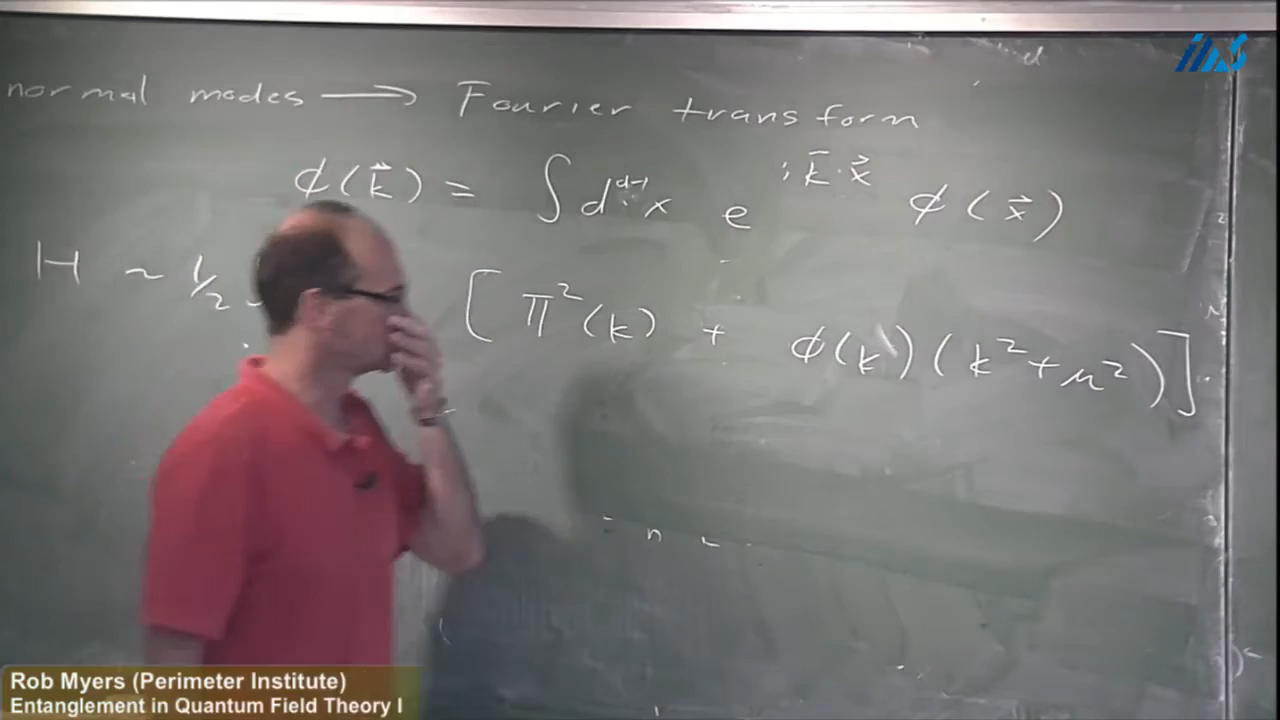 normal modes → Fourier transform
ϕ(k⃗) = ∫ d^{d-1}x e^{ik̄·x⃗} ϕ(x⃗)
H ~ 1/2 [π²(k) + ϕ(k)(k²+μ²)]
IIAS
Rob Myers (Perimeter Institute)
Entanglement in Quantum Field Theory I